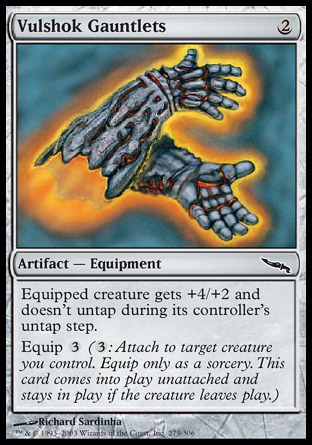 Vulshok Gauntlets 2
Artifact — Equipment
Equipped creature gets +4/+2 and
doesn't untap during its controller's
untap step.
Equip 3 (3: Attach to target creature
you control. Equip only as a sorcery. This
card comes into play unattached and
stays in play if the creature leaves play.)
Richard Sardinha
™ & © 1993–2003 Wizards of the Coast, Inc. 273/306